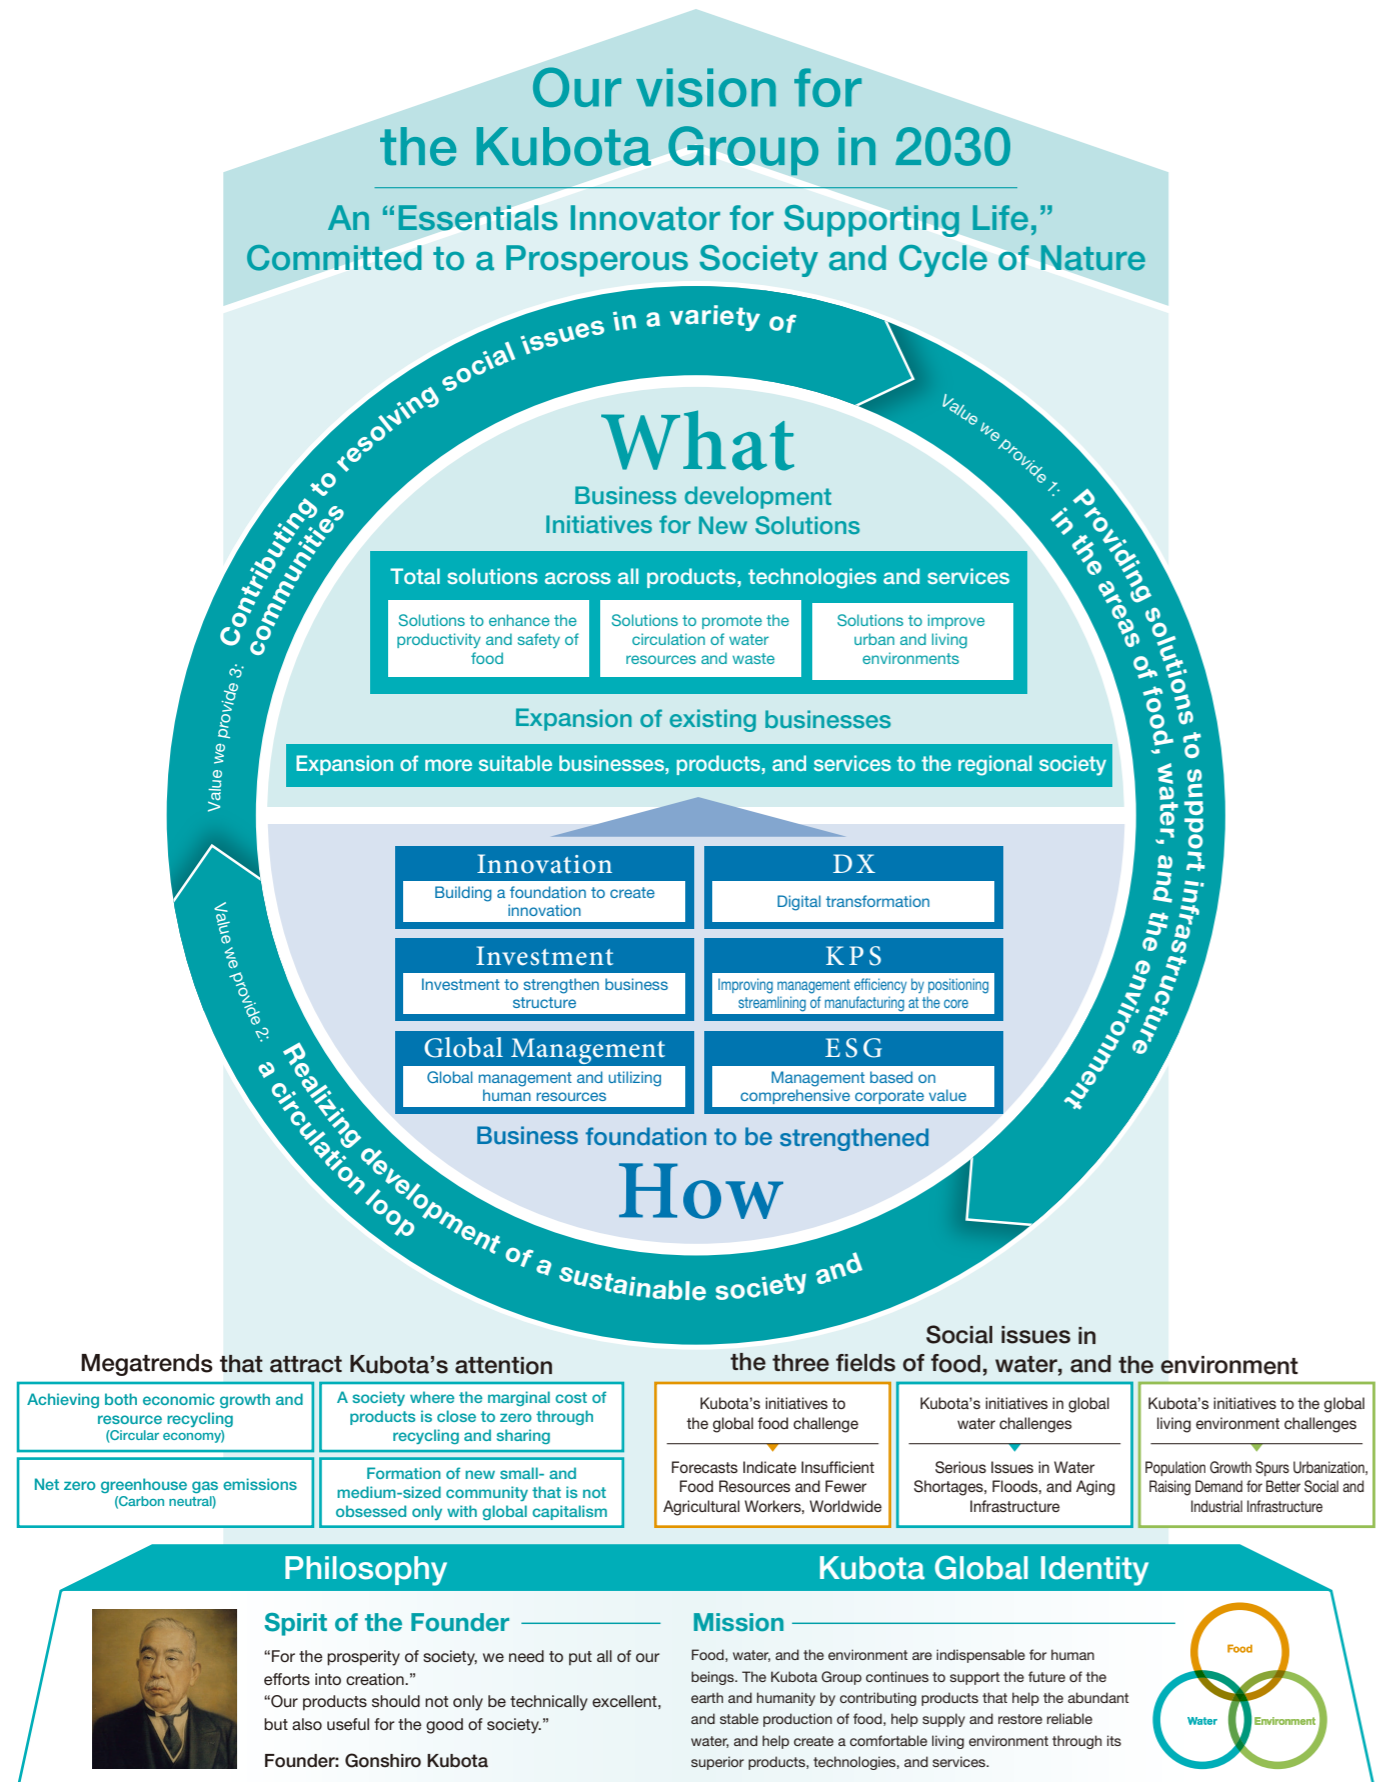 Our vision for
the Kubota Group in 2030
An “Essentials Innovator for Supporting Life,”
Committed to a Prosperous Society and Cycle of Nature
Value we provide 1:
Providing solutions to support infrastructure
in the areas of food, water, and the environment
Value we provide 2:
Realizing development of a sustainable society and
a circulation loop
Value we provide 3:
Contributing to resolving social issues in a variety of
communities
What
Business development
Initiatives for New Solutions
Total solutions across all products, technologies and services
Solutions to enhance the
productivity and safety of
food
Solutions to promote the
circulation of water
resources and waste
Solutions to improve
urban and living
environments
Expansion of existing businesses
Expansion of more suitable businesses, products, and services to the regional society
Innovation
Building a foundation to create
innovation
DX
Digital transformation
Investment
Investment to strengthen business
structure
KPS
Improving management efficiency by positioning
streamlining of manufacturing at the core
Global Management
Global management and utilizing
human resources
ESG
Management based on
comprehensive corporate value
Business foundation to be strengthened
How
Megatrends that attract Kubota’s attention
Achieving both economic growth and
resource recycling
(Circular economy)
A society where the marginal cost of
products is close to zero through
recycling and sharing
Net zero greenhouse gas emissions
(Carbon neutral)
Formation of new small- and
medium-sized community that is not
obsessed only with global capitalism
Social issues in
the three fields of food, water, and the environment
Kubota’s initiatives to
the global food challenge
Forecasts Indicate Insufficient
Food Resources and Fewer
Agricultural Workers, Worldwide
Kubota’s initiatives in global
water challenges
Serious Issues in Water
Shortages, Floods, and Aging
Infrastructure
Kubota’s initiatives to the global
living environment challenges
Population Growth Spurs Urbanization,
Raising Demand for Better Social and
Industrial Infrastructure
Philosophy
Spirit of the Founder
“For the prosperity of society, we need to put all of our
efforts into creation.”
“Our products should not only be technically excellent,
but also useful for the good of society.”
Founder: Gonshiro Kubota
Kubota Global Identity
Mission
Food, water, and the environment are indispensable for human
beings. The Kubota Group continues to support the future of the
earth and humanity by contributing products that help the abundant
and stable production of food, help supply and restore reliable
water, and help create a comfortable living environment through its
superior products, technologies, and services.
Food
Water
Environment